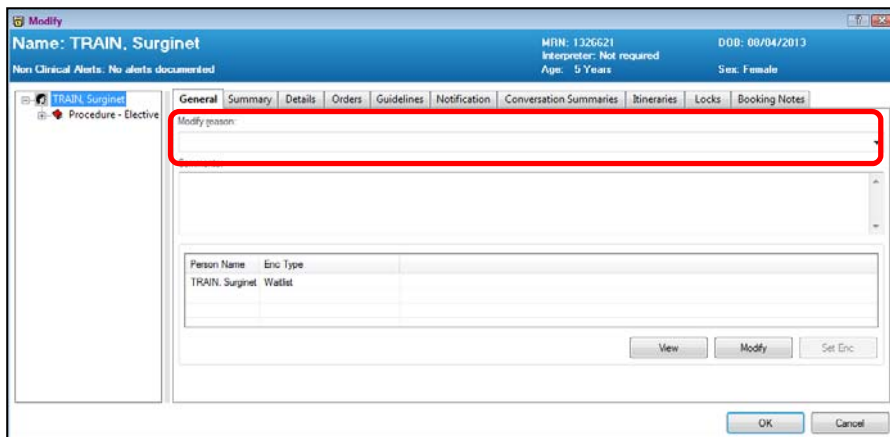 Modify
Name: TRAIN, Surginet
MRN: 1326621
DOB: 08/04/2013
Interpreter: Not required
Non Clinical Alerts: No alerts documented
Age: 5 Years
Sex: Female
TRAIN, Surginet
Procedure - Elective
General Summary Details Orders Guidelines Notification Conversation Summaries Itineraries Locks Booking Notes
Modify reason:
Person Name Enc Type
TRAIN, Surginet Waitlist
View Modify Set Enc
OK Cancel